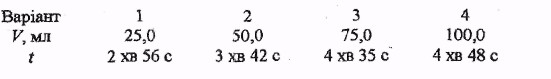 Варіант 1 2 3 4
V, мл 25,0 50,0 75,0 100,0
t 2 хв 56 с 3 хв 42 с 4 хв 35 с 4 хв 48 с